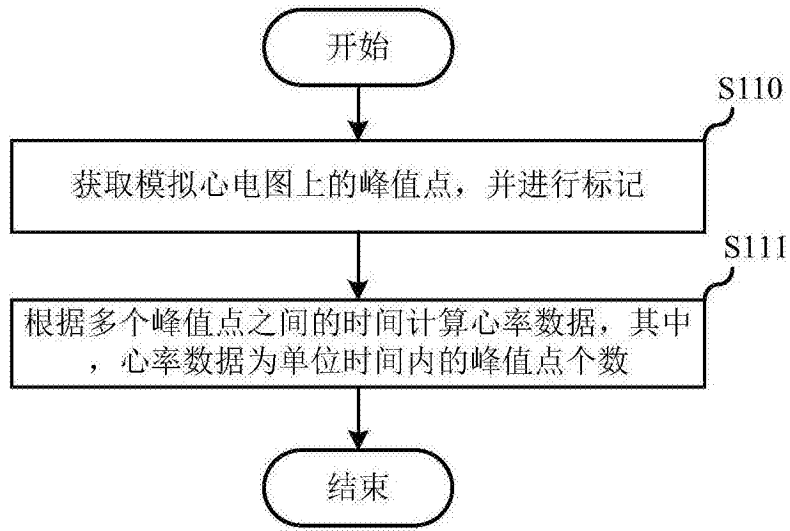 开始
S110
获取模拟心电图上的峰值点，并进行标记
S111
根据多个峰值点之间的时间计算心率数据，其中
，心率数据为单位时间内的峰值点个数
结束